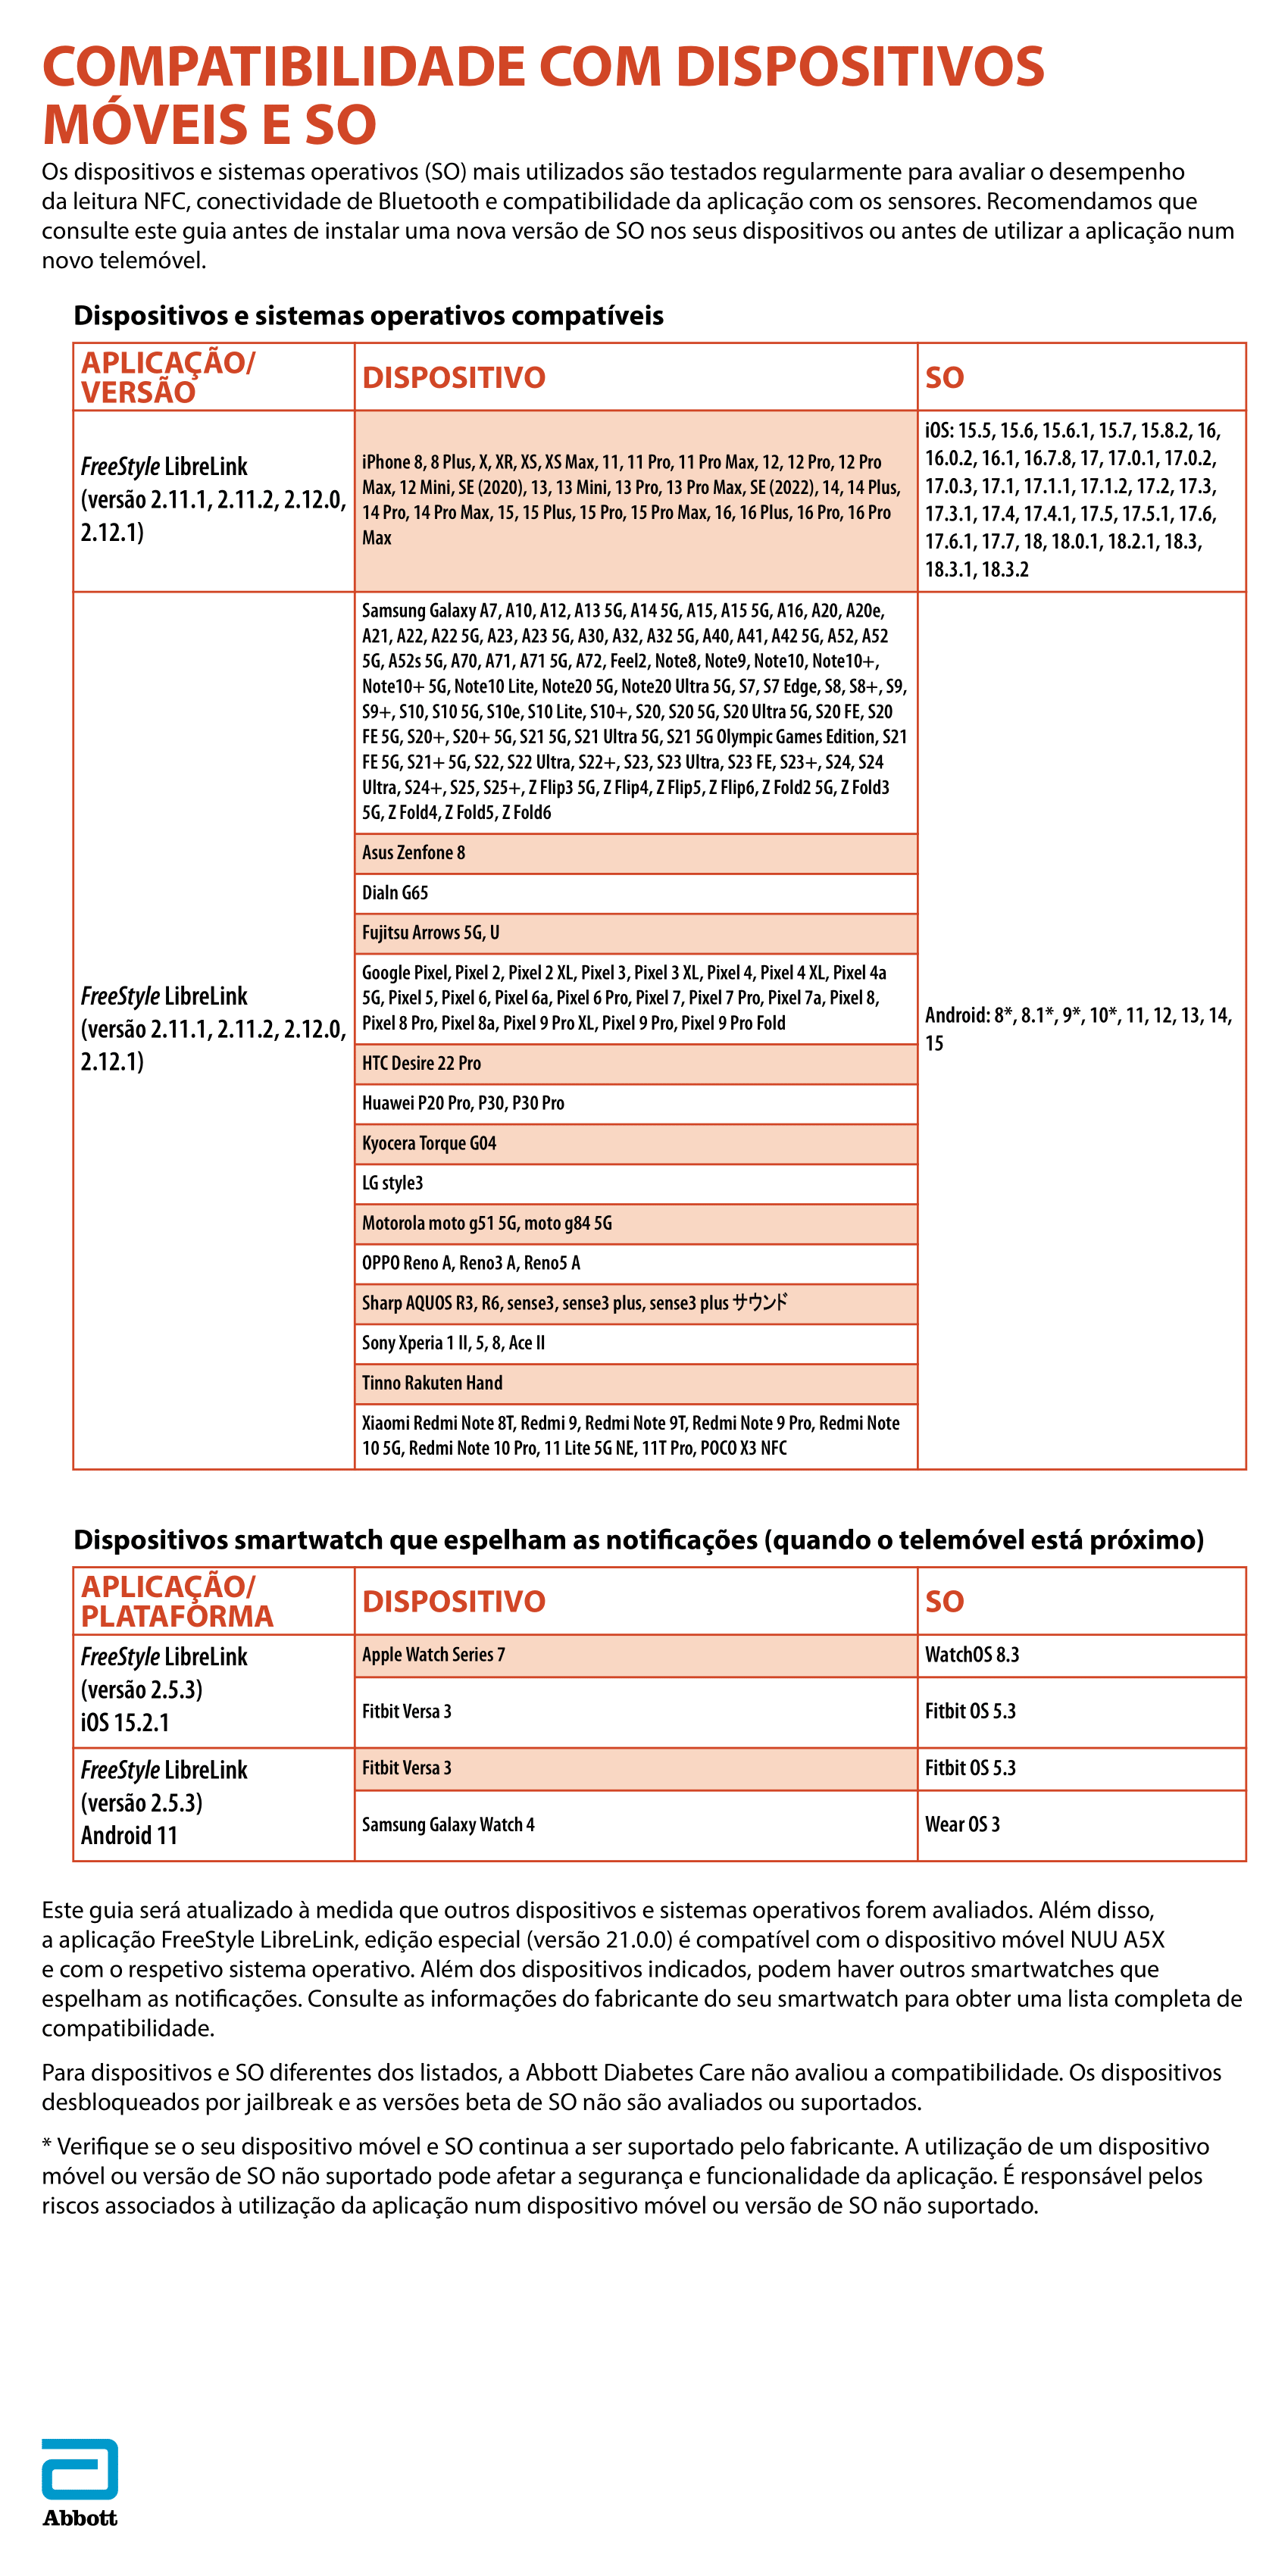 COMPATIBILIDADE COM DISPOSITIVOS
MÓVEIS E SO
Os dispositivos e sistemas operativos (SO) mais utilizados são testados regularmente para avaliar o desempenho
da leitura NFC, conectividade de Bluetooth e compatibilidade da aplicação com os sensores. Recomendamos que
consulte este guia antes de instalar uma nova versão de SO nos seus dispositivos ou antes de utilizar a aplicação num
novo telemóvel.
Dispositivos e sistemas operativos compatíveis
APLICAÇÃO/
VERSÃO
DISPOSITIVO
SO
FreeStyle LibreLink
(versão 2.11.1, 2.11.2, 2.12.0,
2.12.1)
iPhone 8, 8 Plus, X, XR, XS, XS Max, 11, 11 Pro, 11 Pro Max, 12, 12 Pro, 12 Pro
Max, 12 Mini, SE (2020), 13, 13 Mini, 13 Pro, 13 Pro Max, SE (2022), 14, 14 Plus,
14 Pro, 14 Pro Max, 15, 15 Plus, 15 Pro, 15 Pro Max, 16, 16 Plus, 16 Pro, 16 Pro
Max
iOS: 15.5, 15.6, 15.6.1, 15.7, 15.8.2, 16,
16.0.2, 16.1, 16.7.8, 17, 17.0.1, 17.0.2,
17.0.3, 17.1, 17.1.1, 17.1.2, 17.2, 17.3,
17.3.1, 17.4, 17.4.1, 17.5, 17.5.1, 17.6,
17.6.1, 17.7, 18, 18.0.1, 18.2.1, 18.3,
18.3.1, 18.3.2
FreeStyle LibreLink
(versão 2.11.1, 2.11.2, 2.12.0,
2.12.1)
Samsung Galaxy A7, A10, A12, A13 5G, A14 5G, A15, A15 5G, A16, A20, A20e,
A21, A22, A22 5G, A23, A23 5G, A30, A32, A32 5G, A40, A41, A42 5G, A52, A52
5G, A52s 5G, A70, A71, A71 5G, A72, Feel2, Note8, Note9, Note10, Note10+,
Note10+ 5G, Note10 Lite, Note20 5G, Note20 Ultra 5G, S7, S7 Edge, S8, S8+, S9,
S9+, S10, S10 5G, S10e, S10 Lite, S10+, S20, S20 5G, S20 Ultra 5G, S20 FE, S20
FE 5G, S20+, S20+ 5G, S21 5G, S21 Ultra 5G, S21 5G Olympic Games Edition, S21
FE 5G, S21+ 5G, S22, S22 Ultra, S22+, S23, S23 Ultra, S23 FE, S23+, S24, S24
Ultra, S24+, S25, S25+, Z Flip3 5G, Z Flip4, Z Flip5, Z Flip6, Z Fold2 5G, Z Fold3
5G, Z Fold4, Z Fold5, Z Fold6
Asus Zenfone 8
Dialn G65
Fujitsu Arrows 5G, U
Google Pixel, Pixel 2, Pixel 2 XL, Pixel 3, Pixel 3 XL, Pixel 4, Pixel 4 XL, Pixel 4a
5G, Pixel 5, Pixel 6, Pixel 6a, Pixel 6 Pro, Pixel 7, Pixel 7 Pro, Pixel 7a, Pixel 8,
Pixel 8 Pro, Pixel 8a, Pixel 9 Pro XL, Pixel 9 Pro, Pixel 9 Pro Fold
HTC Desire 22 Pro
Huawei P20 Pro, P30, P30 Pro
Kyocera Torque G04
LG style3
Motorola moto g51 5G, moto g84 5G
OPPO Reno A, Reno3 A, Reno5 A
Sharp AQUOS R3, R6, sense3, sense3 plus, sense3 plus サウンド
Sony Xperia 1 II, 5, 8, Ace II
Tinno Rakuten Hand
Xiaomi Redmi Note 8T, Redmi 9, Redmi Note 9T, Redmi Note 9 Pro, Redmi Note
10 5G, Redmi Note 10 Pro, 11 Lite 5G NE, 11T Pro, POCO X3 NFC
Android: 8*, 8.1*, 9*, 10*, 11, 12, 13, 14,
15
Dispositivos smartwatch que espelham as notificações (quando o telemóvel está próximo)
APLICAÇÃO/
PLATAFORMA
DISPOSITIVO
SO
FreeStyle LibreLink
(versão 2.5.3)
iOS 15.2.1
Apple Watch Series 7
WatchOS 8.3
Fitbit Versa 3
Fitbit OS 5.3
FreeStyle LibreLink
(versão 2.5.3)
Android 11
Fitbit Versa 3
Fitbit OS 5.3
Samsung Galaxy Watch 4
Wear OS 3
Este guia será atualizado à medida que outros dispositivos e sistemas operativos forem avaliados. Além disso,
a aplicação FreeStyle LibreLink, edição especial (versão 21.0.0) é compatível com o dispositivo móvel NUU A5X
e com o respetivo sistema operativo. Além dos dispositivos indicados, podem haver outros smartwatches que
espelham as notificações. Consulte as informações do fabricante do seu smartwatch para obter uma lista completa de
compatibilidade.
Para dispositivos e SO diferentes dos listados, a Abbott Diabetes Care não avaliou a compatibilidade. Os dispositivos
desbloqueados por jailbreak e as versões beta de SO não são avaliados ou suportados.
* Verifique se o seu dispositivo móvel e SO continua a ser suportado pelo fabricante. A utilização de um dispositivo
móvel ou versão de SO não suportado pode afetar a segurança e funcionalidade da aplicação. É responsável pelos
riscos associados à utilização da aplicação num dispositivo móvel ou versão de SO não suportado.
Abbott